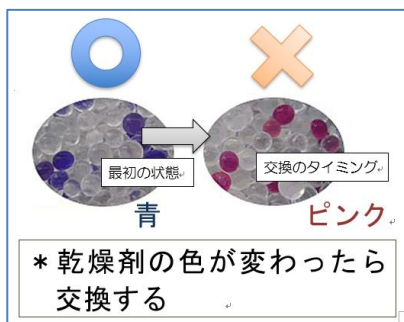 最初の状態
交換のタイミング
青
ピンク
＊乾燥剤の色が変わったら
交換する